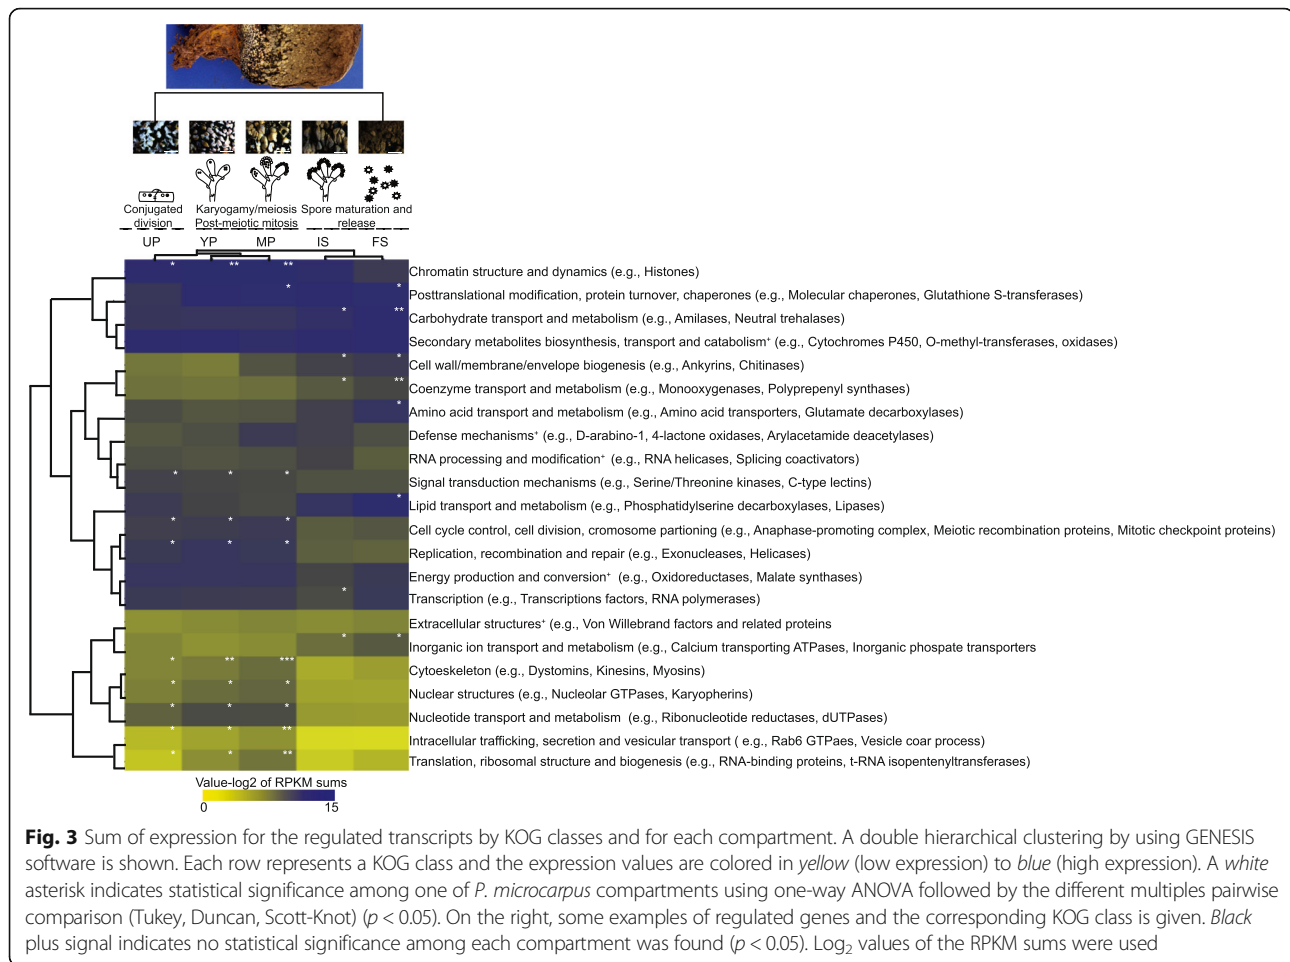 Conjugated Karyogamy/meiosis Spore maturation and
division Post-meiotic mitosis release
UP YP MP IS FS
* ** ** Chromatin structure and dynamics (e.g., Histones)
* * Posttranslational modification, protein turnover, chaperones (e.g., Molecular chaperones, Glutathione S-transferases)
* ** Carbohydrate transport and metabolism (e.g., Amilases, Neutral trehalases)
Secondary metabolites biosynthesis, transport and catabolism⁺ (e.g., Cytochromes P450, O-methyl-transferases, oxidases)
* * Cell wall/membrane/envelope biogenesis (e.g., Ankyrins, Chitinases)
* ** Coenzyme transport and metabolism (e.g., Monooxygenases, Polyprepenyl synthases)
* Amino acid transport and metabolism (e.g., Amino acid transporters, Glutamate decarboxylases)
Defense mechanisms⁺ (e.g., D-arabino-1, 4-lactone oxidases, Arylacetamide deacetylases)
RNA processing and modification⁺ (e.g., RNA helicases, Splicing coactivators)
* * * Signal transduction mechanisms (e.g., Serine/Threonine kinases, C-type lectins)
* Lipid transport and metabolism (e.g., Phosphatidylserine decarboxylases, Lipases)
* * * Cell cycle control, cell division, cromosome partioning (e.g., Anaphase-promoting complex, Meiotic recombination proteins, Mitotic checkpoint proteins)
* * * Replication, recombination and repair (e.g., Exonucleases, Helicases)
Energy production and conversion⁺ (e.g., Oxidoreductases, Malate synthases)
* Transcription (e.g., Transcriptions factors, RNA polymerases)
Extracellular structures⁺ (e.g., Von Willebrand factors and related proteins
* * Inorganic ion transport and metabolism (e.g., Calcium transporting ATPases, Inorganic phospate transporters
* ** *** Cytoeskeleton (e.g., Dystomins, Kinesins, Myosins)
* * * Nuclear structures (e.g., Nucleolar GTPases, Karyopherins)
* * * Nucleotide transport and metabolism (e.g., Ribonucleotide reductases, dUTPases)
* * ** Intracellular trafficking, secretion and vesicular transport ( e.g., Rab6 GTPaes, Vesicle coar process)
* * ** Translation, ribosomal structure and biogenesis (e.g., RNA-binding proteins, t-RNA isopentenyltransferases)
Value-log2 of RPKM sums
0 15
Fig. 3 Sum of expression for the regulated transcripts by KOG classes and for each compartment. A double hierarchical clustering by using GENESIS
software is shown. Each row represents a KOG class and the expression values are colored in yellow (low expression) to blue (high expression). A white
asterisk indicates statistical significance among one of P. microcarpus compartments using one-way ANOVA followed by the different multiples pairwise
comparison (Tukey, Duncan, Scott-Knot) (p < 0.05). On the right, some examples of regulated genes and the corresponding KOG class is given. Black
plus signal indicates no statistical significance among each compartment was found (p < 0.05). Log₂ values of the RPKM sums were used